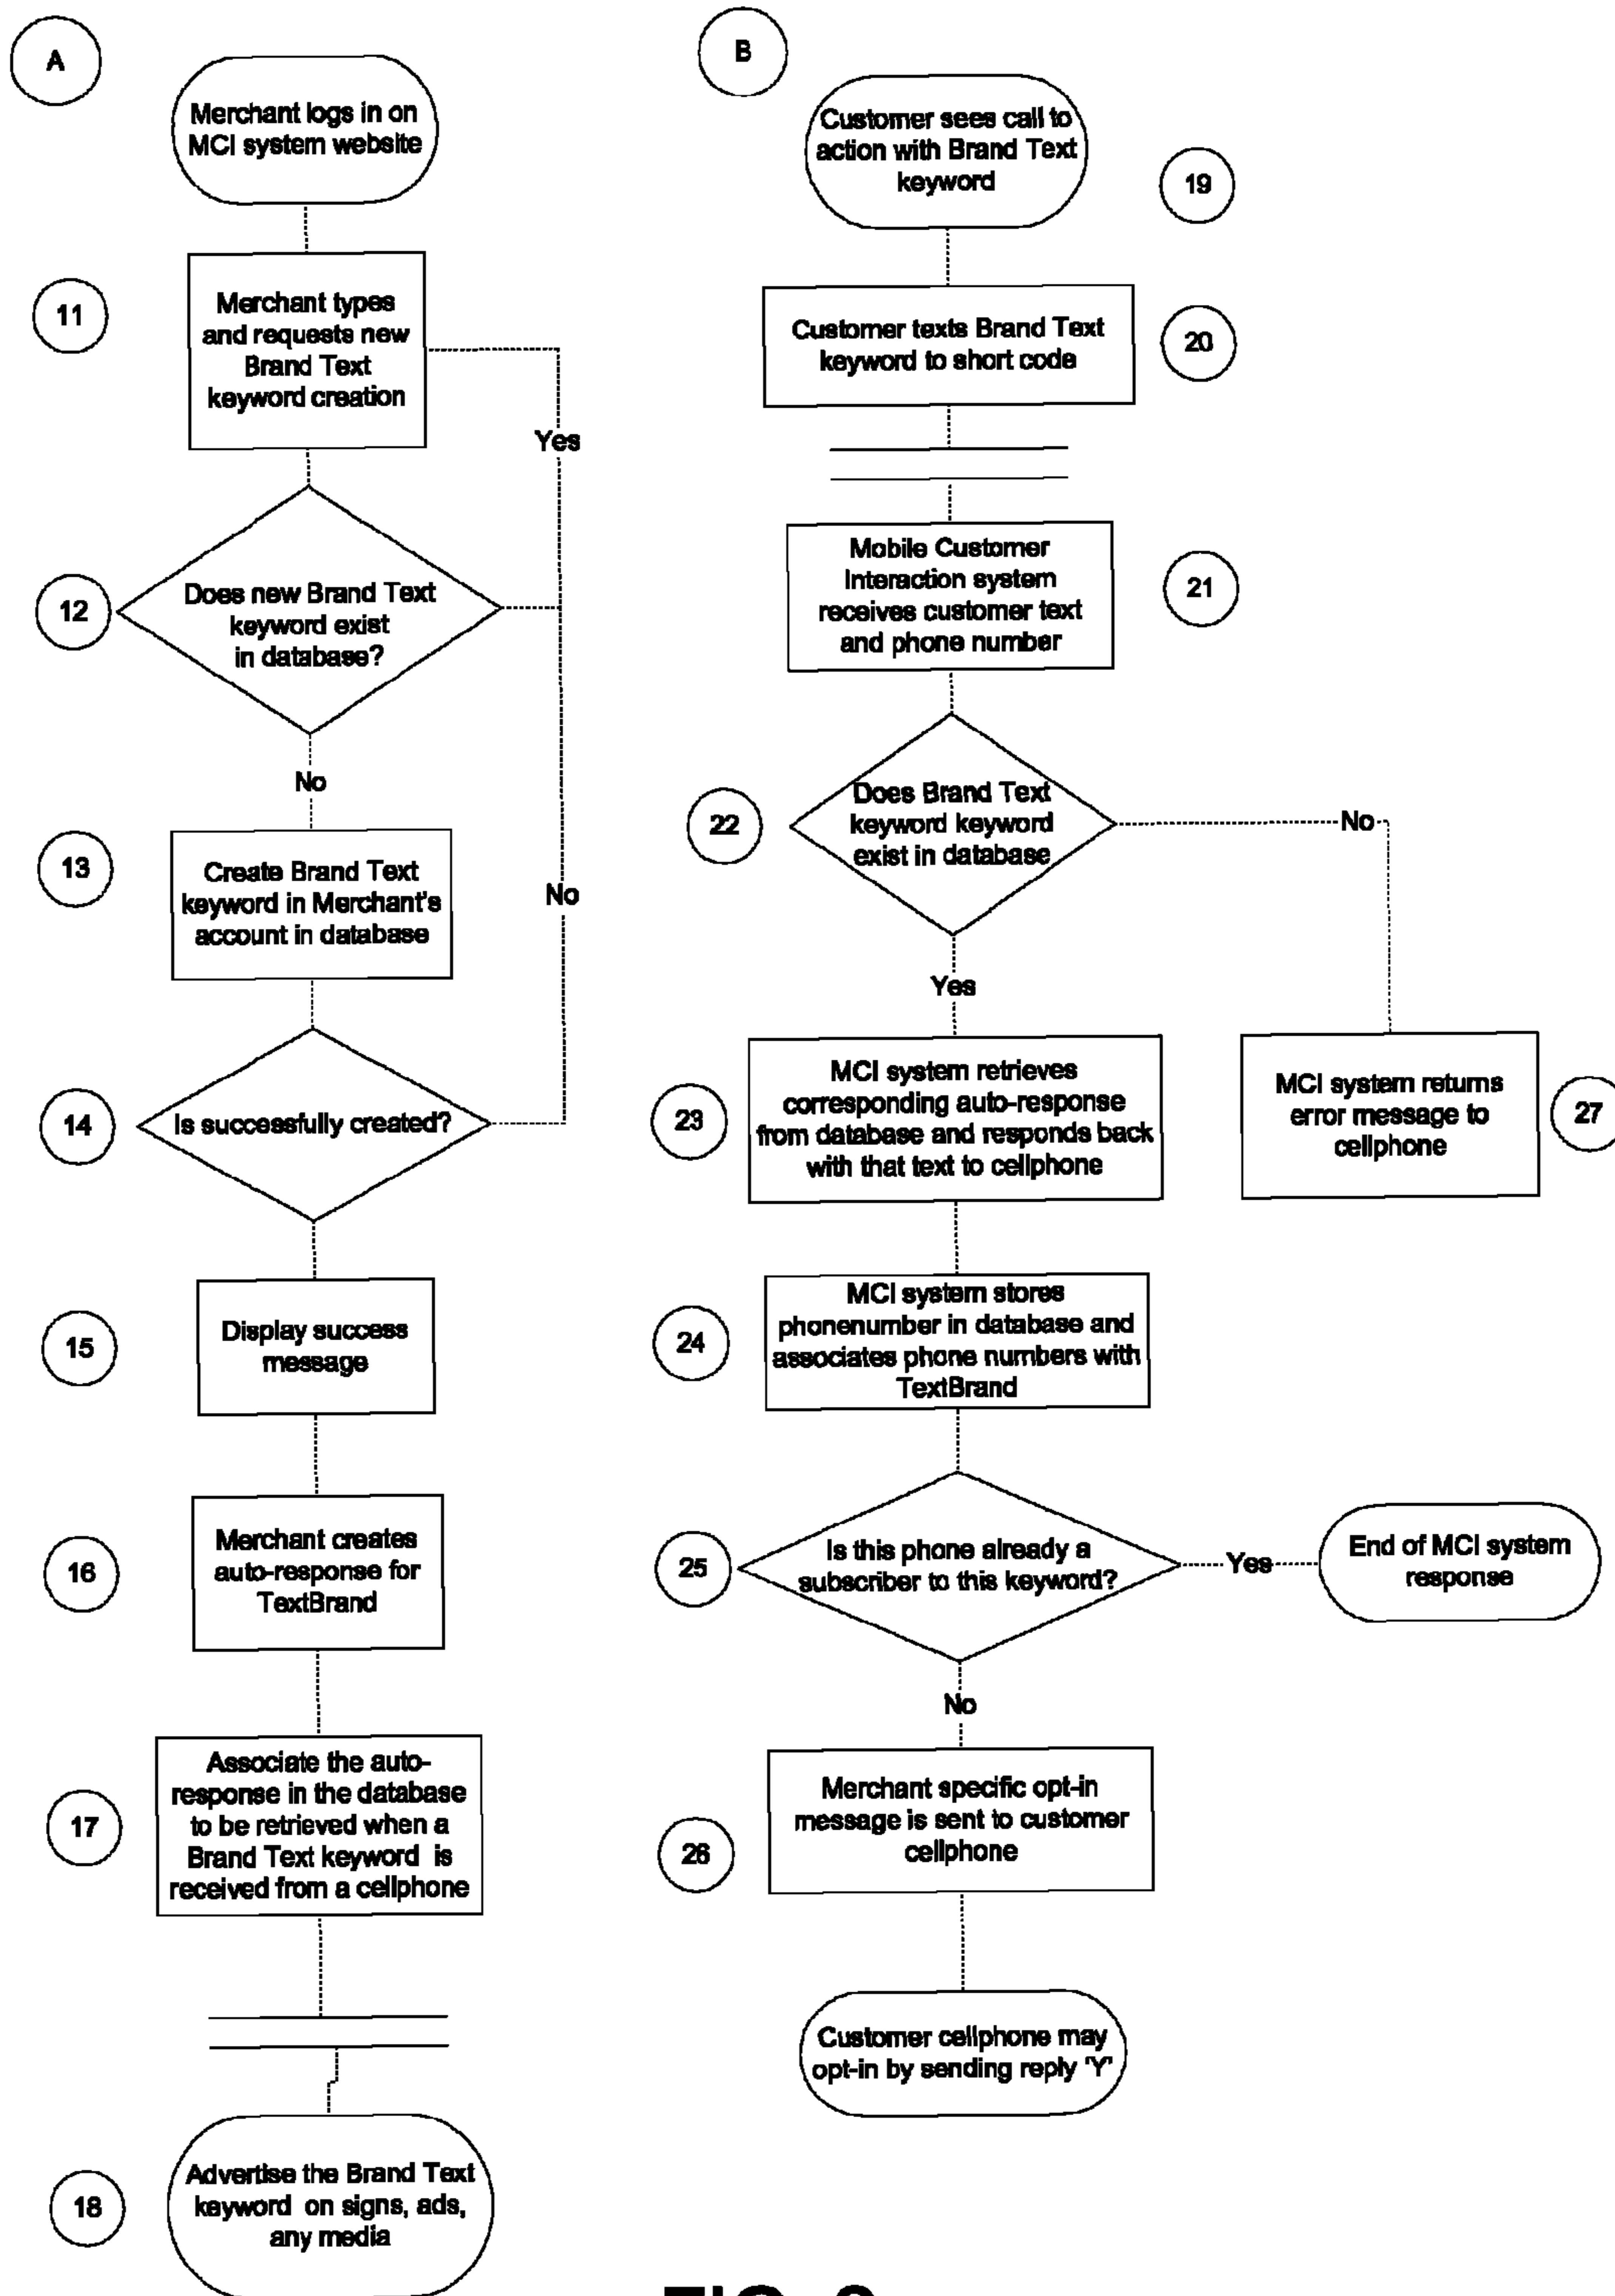 A
Merchant logs in on
MCI system website
11
Merchant types
and requests new
Brand Text
keyword creation
Yes
12
Does new Brand Text
keyword exist
in database?
No
13
Create Brand Text
keyword in Merchant's
account in database
No
14
Is successfully created?
15
Display success
message
16
Merchant creates
auto-response for
TextBrand
17
Associate the auto-
response in the database
to be retrieved when a
Brand Text keyword is
received from a cellphone
18
Advertise the Brand Text
keyword on signs, ads,
any media
B
Customer sees call to
action with Brand Text
keyword
19
Customer texts Brand Text
keyword to short code
20
Mobile Customer
Interaction system
receives customer text
and phone number
21
22
Does Brand Text
keyword keyword
exist in database
No
Yes
23
MCI system retrieves
corresponding auto-response
from database and responds back
with that text to cellphone
MCI system returns
error message to
cellphone
27
24
MCI system stores
phonenumber in database and
associates phone numbers with
TextBrand
25
Is this phone already a
subscriber to this keyword?
Yes
End of MCI system
response
No
26
Merchant specific opt-in
message is sent to customer
cellphone
Customer cellphone may
opt-in by sending reply 'Y'